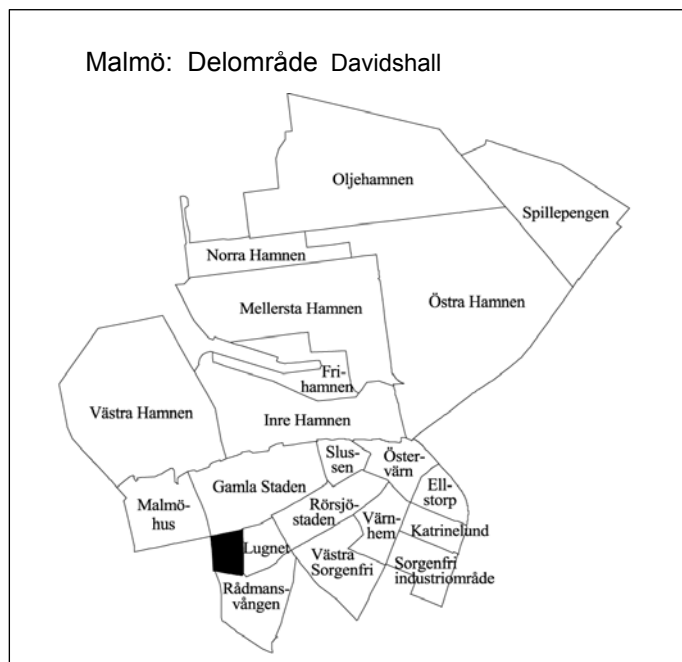 Malmö: Delområde Davidshall
Oljehamnen
Spillepengen
Norra Hamnen
Östra Hamnen
Mellersta Hamnen
Fri-
hamnen
Västra Hamnen
Inre Hamnen
Slus-
sen
Öster-
värn
Gamla Staden
Ell-
storp
Malmö-
hus
Rörsjö-
staden
Värn-
hem
Katrinelund
Lugnet
Västra
Sorgenfri
Sorgenfri
industriområde
Rådmans-
vången